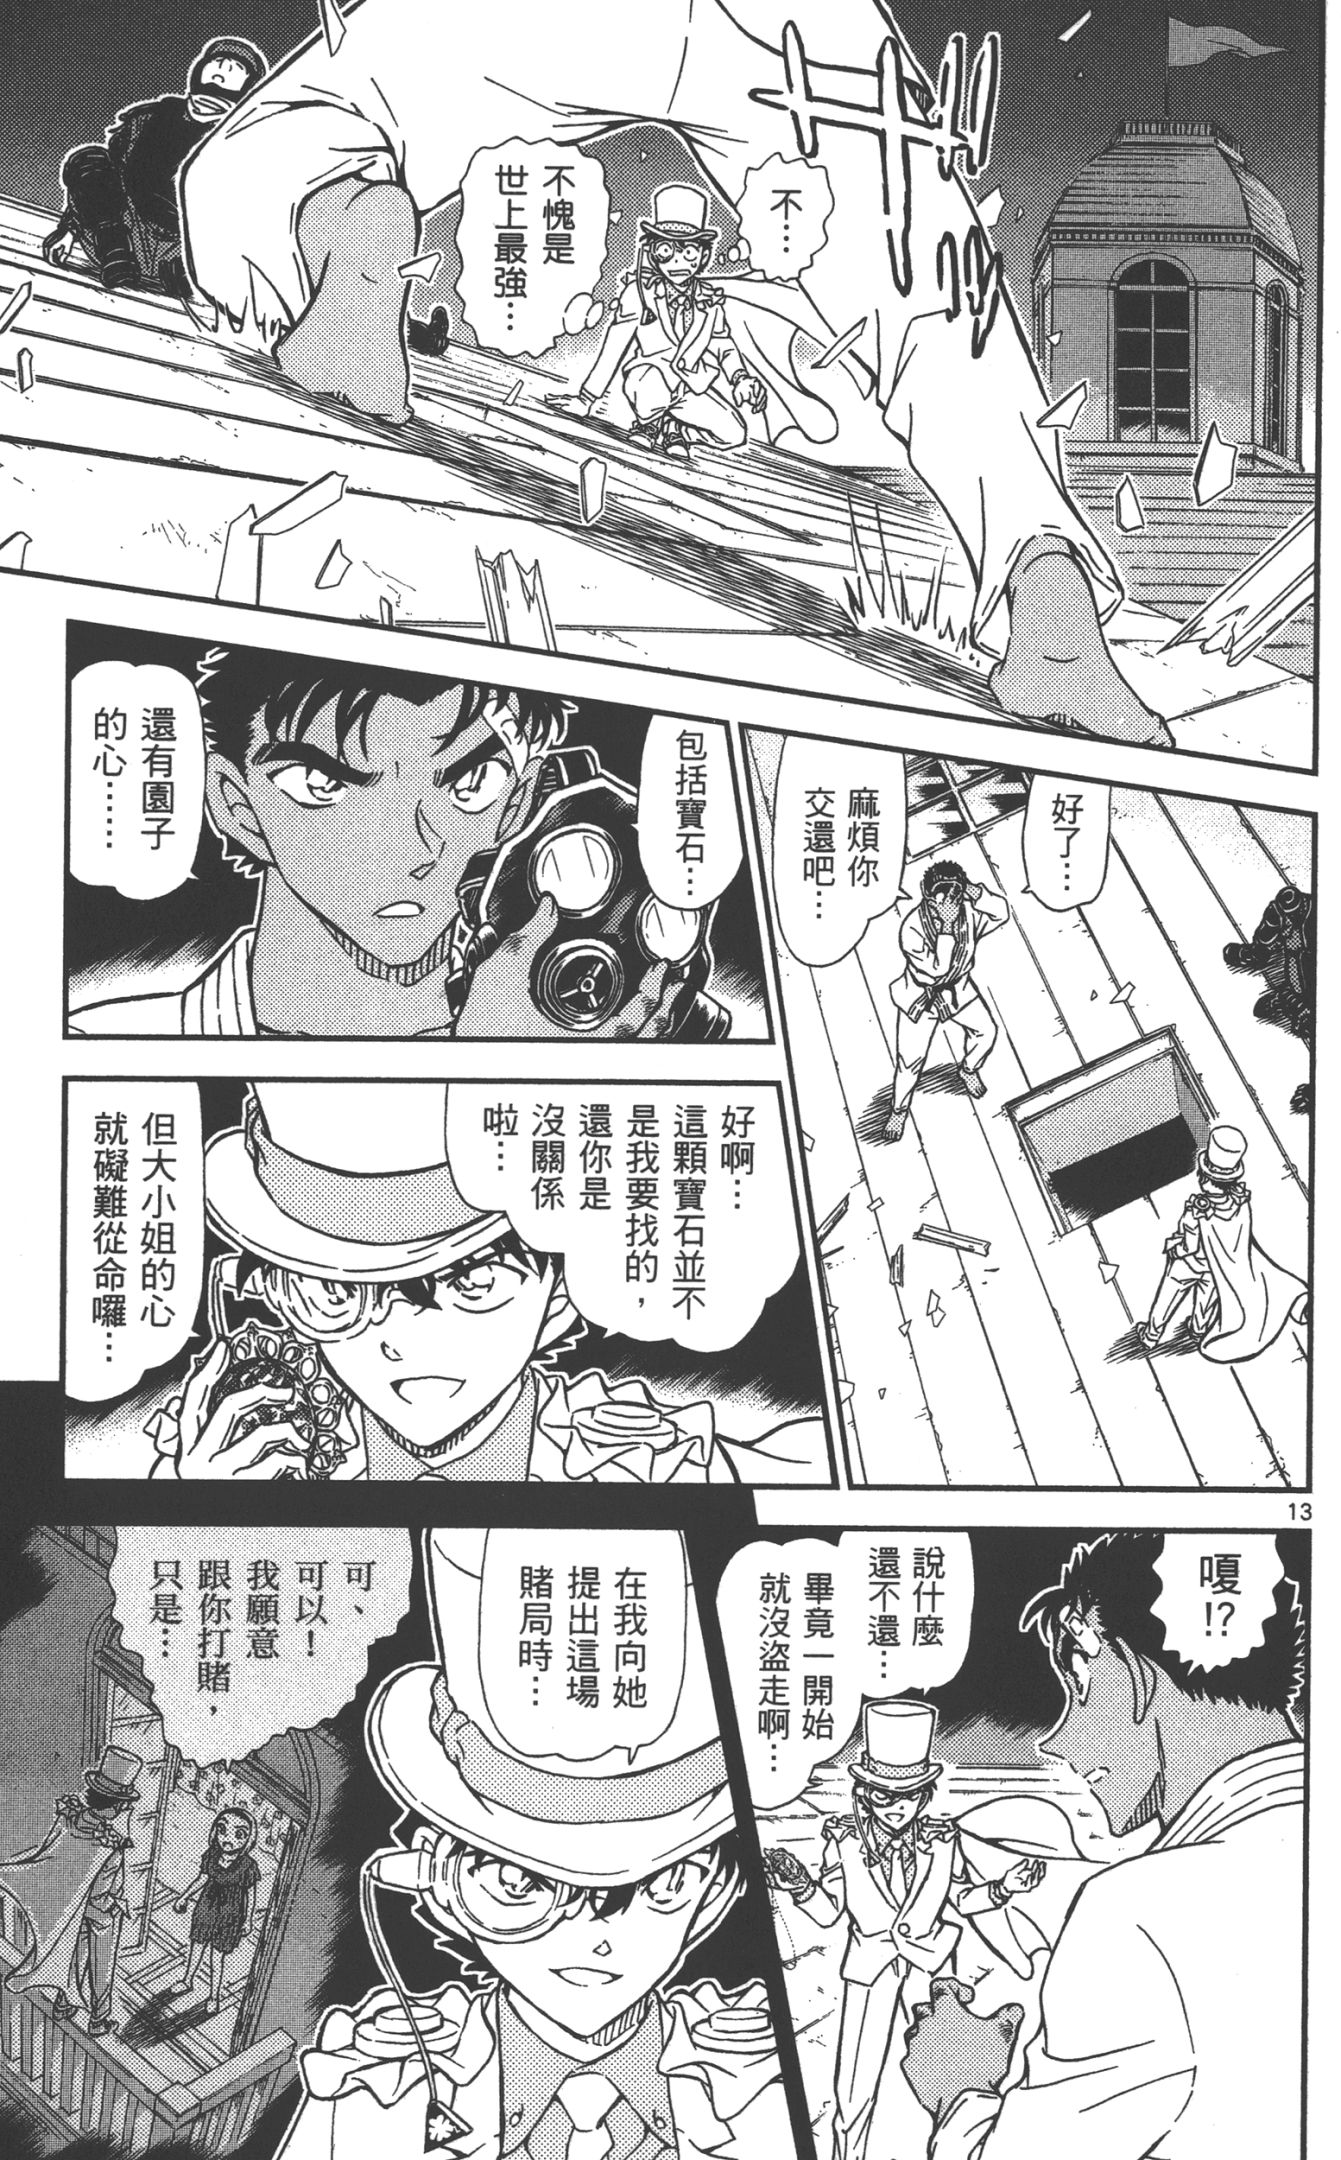 不…
不愧是
世上最強…
好了…
麻煩你
交還吧…
包括寶石…
還有園子
的心……
好啊…
這顆寶石並不
是我要找的，
還你是
沒關係
啦…
但大小姐的心
就礙難從命囉…
13
嗄!?
說什麼
還不還…
畢竟一開始
就沒盜走啊…
在我向她
提出這場
賭局時…
可、
可以！
我願意
跟你打賭，
只是…